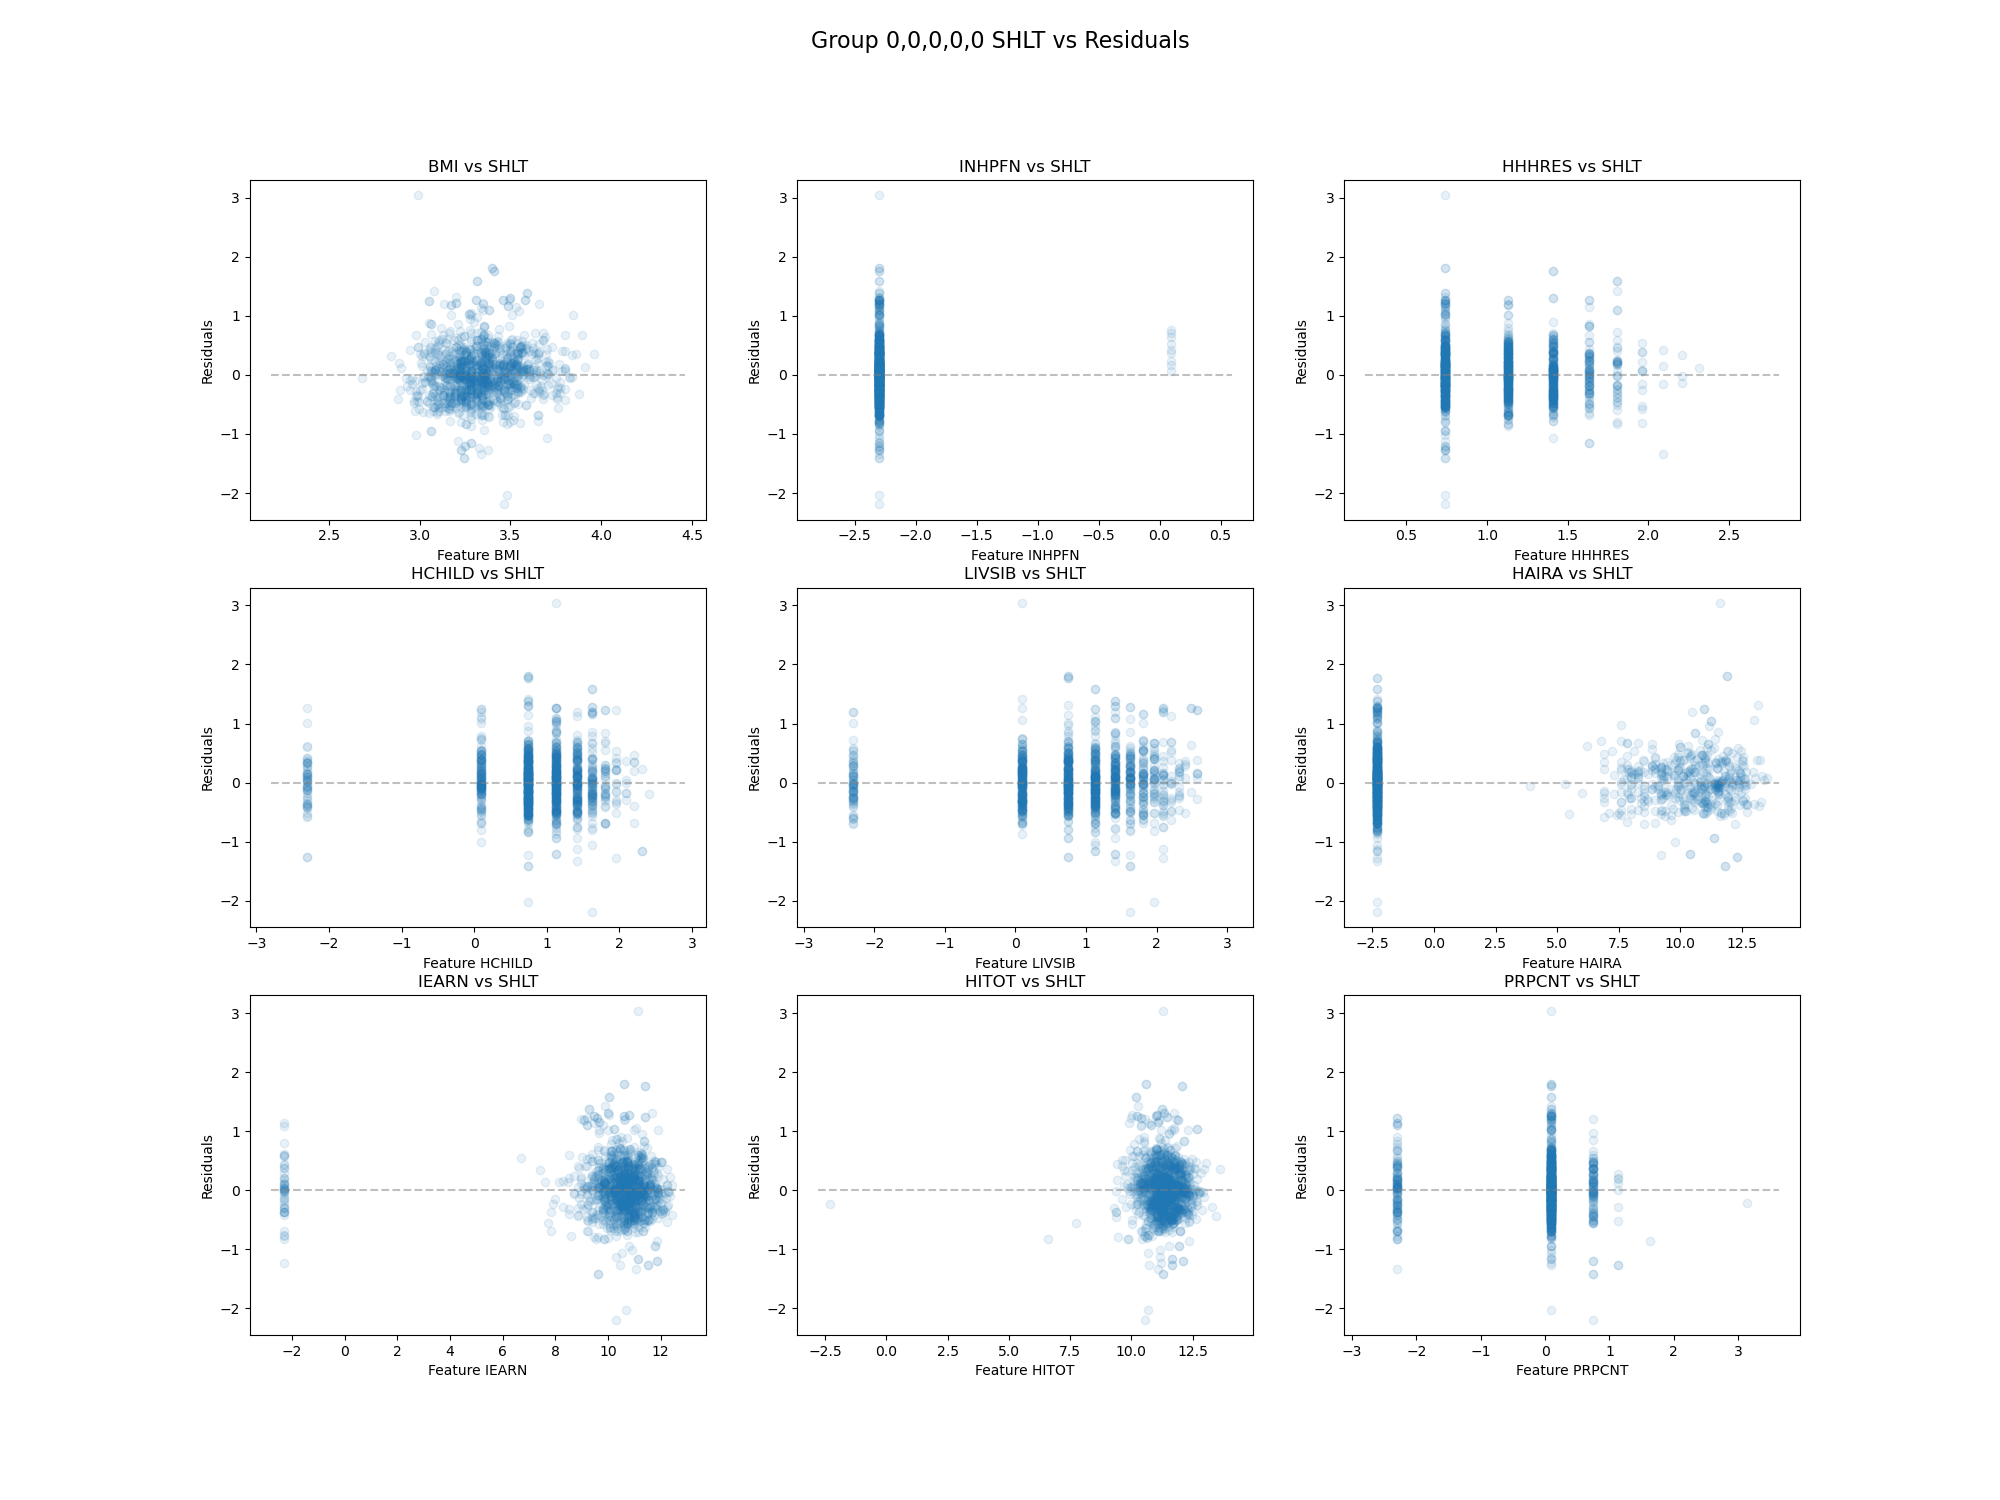 Group 0,0,0,0,0 SHLT vs Residuals
BMI vs SHLT
3
2
1
0
−1
−2
Residuals
2.5 3.0 3.5 4.0 4.5
Feature BMI
INHPFN vs SHLT
3
2
1
0
−1
−2
Residuals
−2.5 −2.0 −1.5 −1.0 −0.5 0.0 0.5
Feature INHPFN
HHHRES vs SHLT
3
2
1
0
−1
−2
Residuals
0.5 1.0 1.5 2.0 2.5
Feature HHHRES
HCHILD vs SHLT
3
2
1
0
−1
−2
Residuals
−3 −2 −1 0 1 2 3
Feature HCHILD
LIVSIB vs SHLT
3
2
1
0
−1
−2
Residuals
−3 −2 −1 0 1 2 3
Feature LIVSIB
HAIRA vs SHLT
3
2
1
0
−1
−2
Residuals
−2.5 0.0 2.5 5.0 7.5 10.0 12.5
Feature HAIRA
IEARN vs SHLT
3
2
1
0
−1
−2
Residuals
−2 0 2 4 6 8 10 12
Feature IEARN
HITOT vs SHLT
3
2
1
0
−1
−2
Residuals
−2.5 0.0 2.5 5.0 7.5 10.0 12.5
Feature HITOT
PRPCNT vs SHLT
3
2
1
0
−1
−2
Residuals
−3 −2 −1 0 1 2 3
Feature PRPCNT